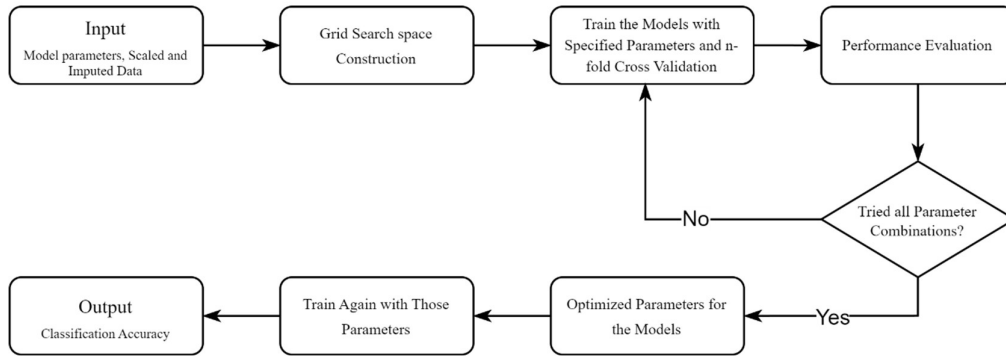 Input
Model parameters, Scaled and
Imputed Data
Grid Search space
Construction
Train the Models with
Specified Parameters and n-
fold Cross Validation
Performance Evaluation
Tried all Parameter
Combinations?
No
Yes
Optimized Parameters for
the Models
Train Again with Those
Parameters
Output
Classification Accuracy